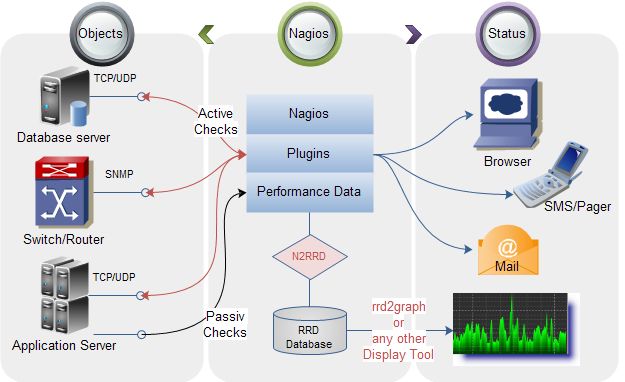 Objects
Nagios
Status
TCP/UDP
Database server
SNMP
Switch/Router
TCP/UDP
Application Server
Active
Checks
Passiv
Checks
Nagios
Plugins
Performance Data
N2RRD
RRD
Database
rrd2graph
or
any other
Display Tool
Browser
SMS/Pager
@
Mail